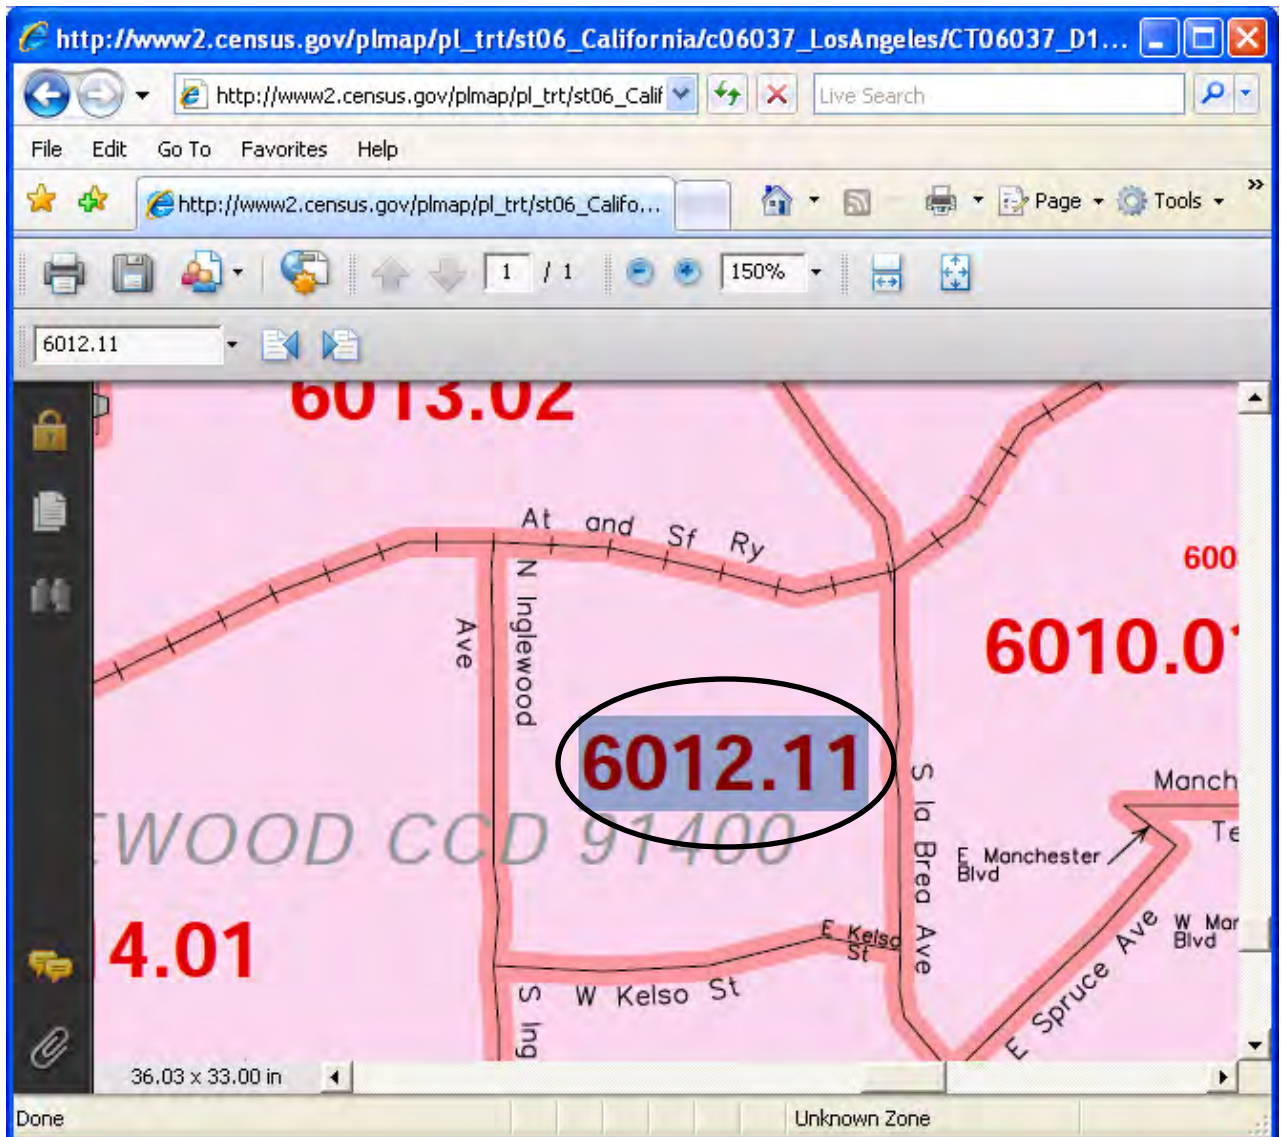 http://www2.census.gov/plmap/pl_trt/st06_California/c06037_LosAngeles/CT06037_D1...
http://www2.census.gov/plmap/pl_trt/st06_Calif
Live Search
File Edit Go To Favorites Help
http://www2.census.gov/plmap/pl_trt/st06_Califo...
Page
Tools
»
1 / 1
150%
6012.11
6013.02
At and Sf Ry
N Inglewood
Ave
600
6010.01
6012.11
EWOOD CCD 91400
S la Brea Ave
Manch
Te
E Manchester
Blvd
W Mar
Blvd
4.01
E Kelso
St
W Kelso St
S Ing
E Spruce Ave
36.03 x 33.00 in
Done
Unknown Zone